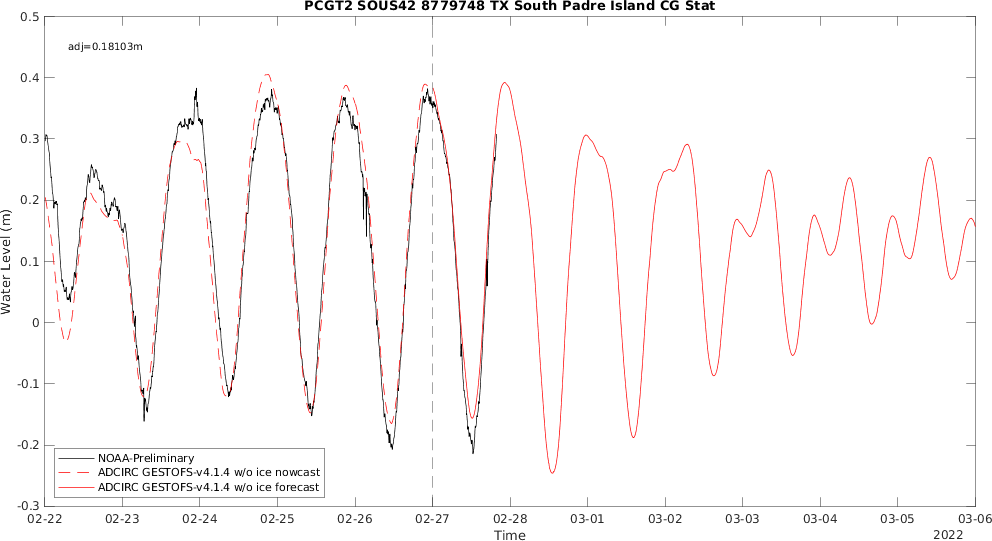 PCGT2 SOUS42 8779748 TX South Padre Island CG Stat
0.5
adj=0.18103m
0.4
0.3
0.2
0.1
0
-0.1
-0.2
-0.3
Water Level (m)
NOAA-Preliminary
ADCIRC GESTOFS-v4.1.4 w/o ice nowcast
ADCIRC GESTOFS-v4.1.4 w/o ice forecast
02-22 02-23 02-24 02-25 02-26 02-27 02-28 03-01 03-02 03-03 03-04 03-05 03-06
Time
2022